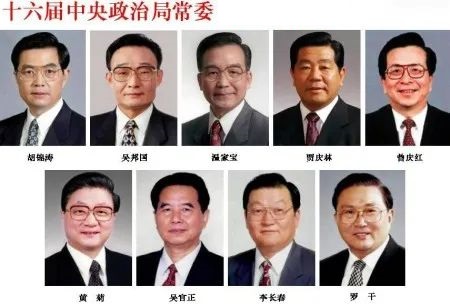 十六届中央政治局常委
胡锦涛 吴邦国 温家宝 贾庆林 曾庆红
黄 菊 吴官正 李长春 罗 干